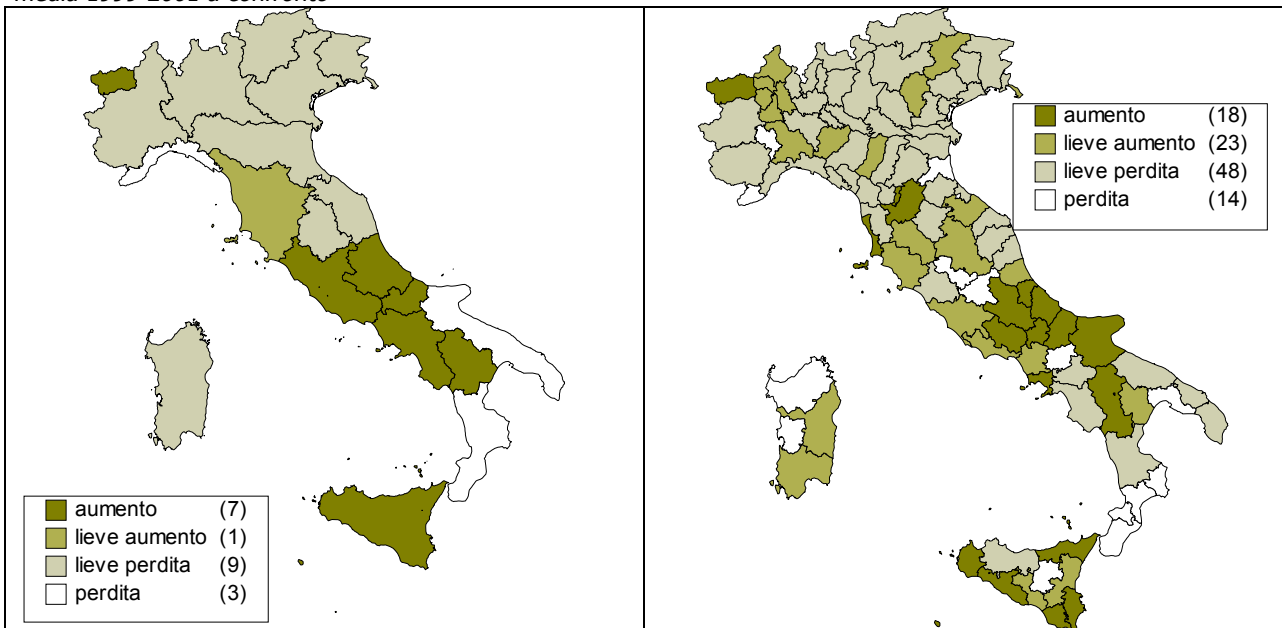 media 1999-2001 a confronto
aumento (7)
lieve aumento (1)
lieve perdita (9)
perdita (3)
aumento (18)
lieve aumento (23)
lieve perdita (48)
perdita (14)